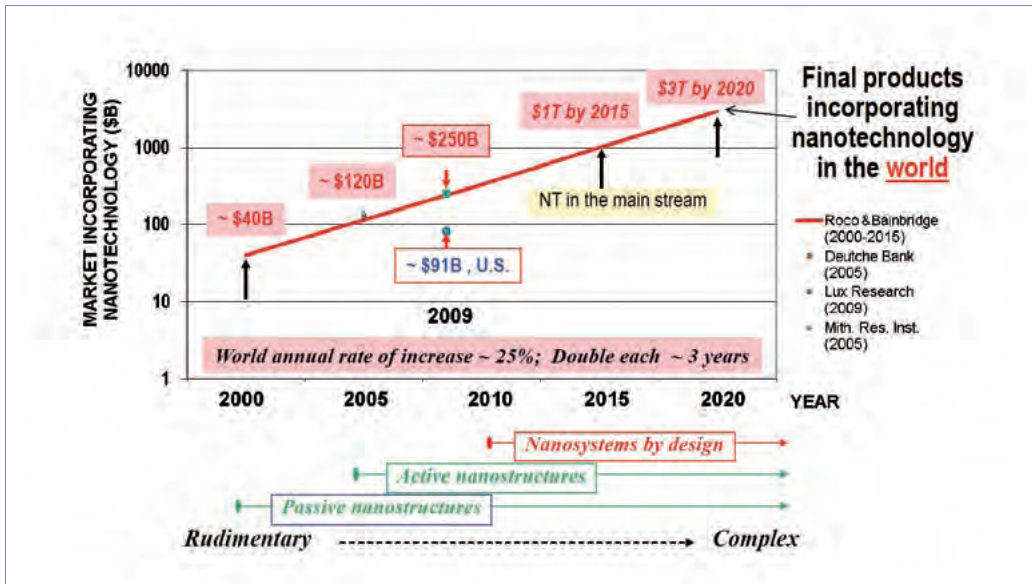 MARKET INCORPORATING
NANOTECHNOLOGY ($B)
10000
1000
100
10
1
~ $40B
~ $120B
~ $250B
$1T by 2015
$3T by 2020
NT in the main stream
~ $91B , U.S.
2009
World annual rate of increase ~ 25%; Double each ~ 3 years
2000
2005
2010
2015
2020
YEAR
Final products
incorporating
nanotechnology
in the world
Roco &Bainbridge
(2000-2015)
Deutche Bank
(2005)
Lux Research
(2009)
Mith. Res. Inst.
(2005)
Nanosystems by design
Active nanostructures
Passive nanostructures
Rudimentary
Complex